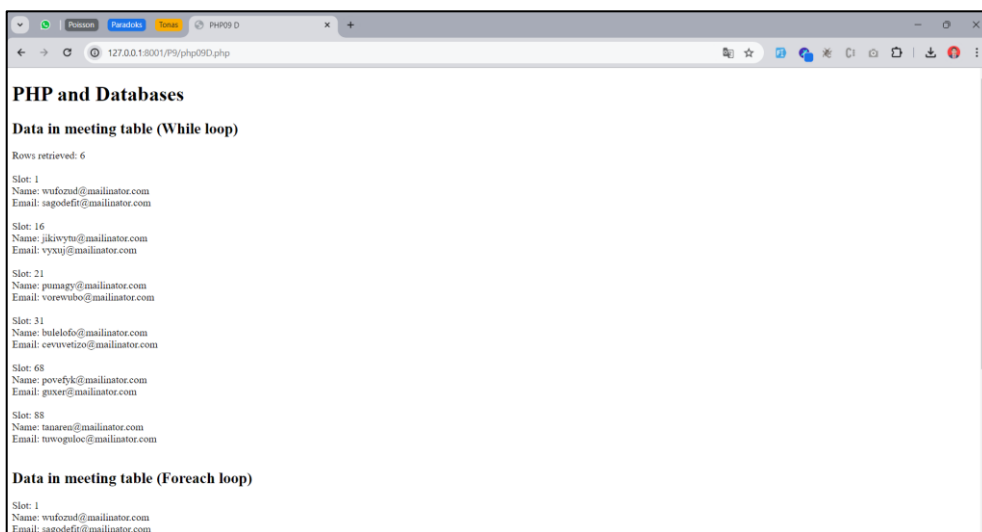 Poisson Paradoks Tonas PHP09 D
127.0.0.1:8001/P9/php09D.php
PHP and Databases
Data in meeting table (While loop)
Rows retrieved: 6
Slot: 1
Name: wufozud@mailinator.com
Email: sagodefit@mailinator.com
Slot: 16
Name: jikiwytu@mailinator.com
Email: vyxuj@mailinator.com
Slot: 21
Name: pumagy@mailinator.com
Email: vorewubo@mailinator.com
Slot: 31
Name: bulelofo@mailinator.com
Email: cevuvetizo@mailinator.com
Slot: 68
Name: povefyk@mailinator.com
Email: guxer@mailinator.com
Slot: 88
Name: tanaren@mailinator.com
Email: tuwoguloc@mailinator.com
Data in meeting table (Foreach loop)
Slot: 1
Name: wufozud@mailinator.com
Email: sagodefit@mailinator.com